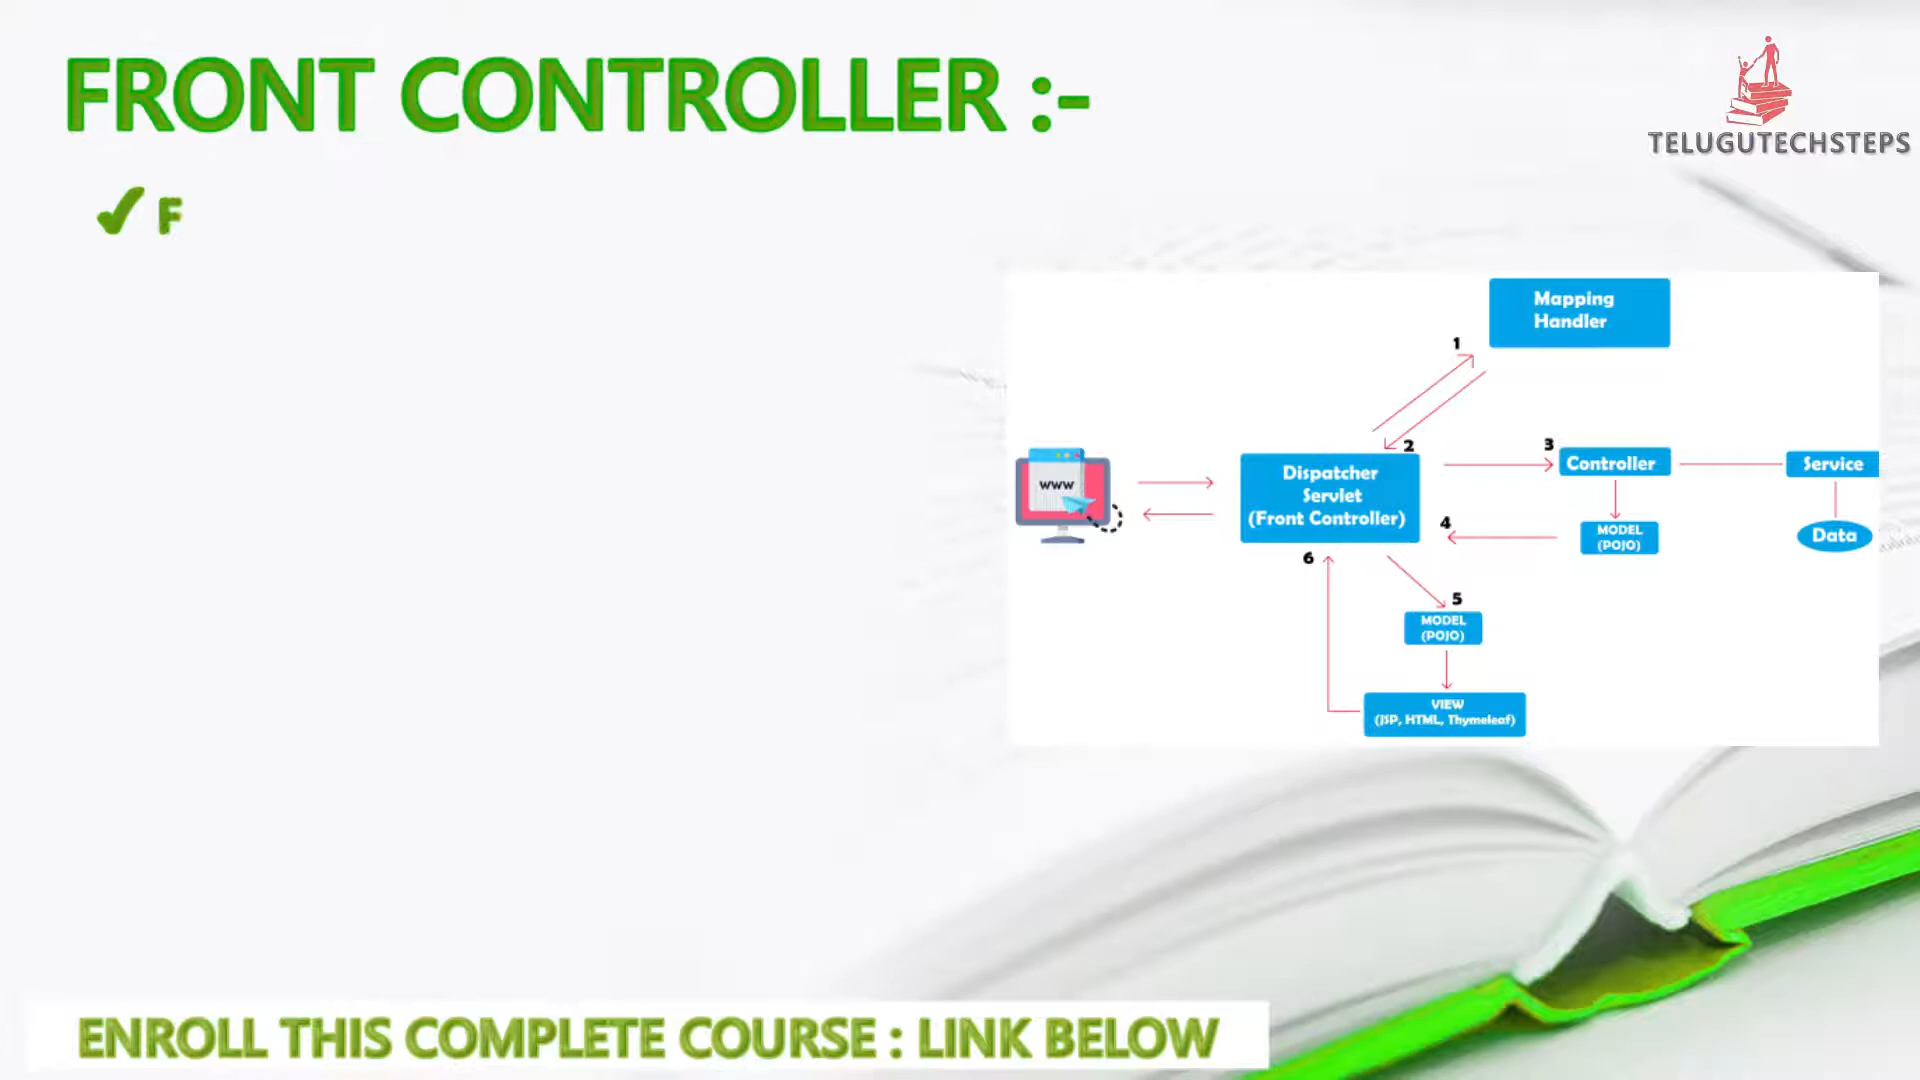 FRONT CONTROLLER :-
TELUGUTECHSTEPS
✔ F
Mapping
Handler
1
2
3
Controller
Service
www
Dispatcher
Servlet
(Front Controller)
4
MODEL
(POJO)
Data
6
5
MODEL
(POJO)
VIEW
(JSP, HTML, Thymeleaf)
ENROLL THIS COMPLETE COURSE : LINK BELOW